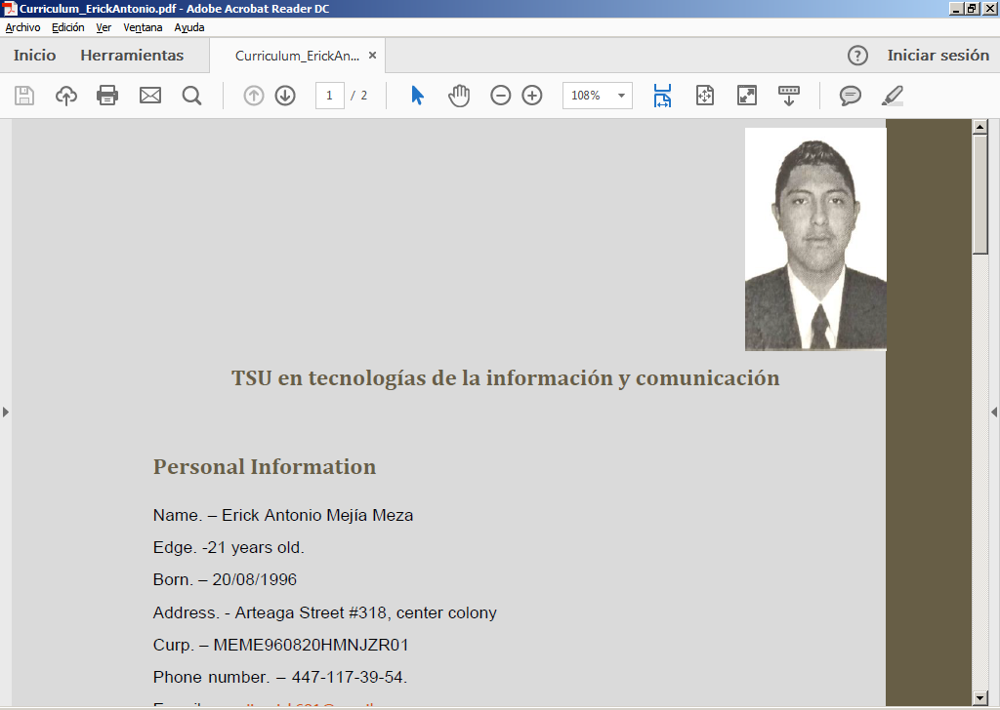 Curriculum_ErickAntonio.pdf - Adobe Acrobat Reader DC
Archivo Edición Ver Ventana Ayuda
Inicio Herramientas Curriculum_ErickAn... × ? Iniciar sesión
1 / 2 108%
TSU en tecnologías de la información y comunicación
Personal Information
Name. – Erick Antonio Mejía Meza
Edge. -21 years old.
Born. – 20/08/1996
Address. - Arteaga Street #318, center colony
Curp. – MEME960820HMNJZR01
Phone number. – 447-117-39-54.